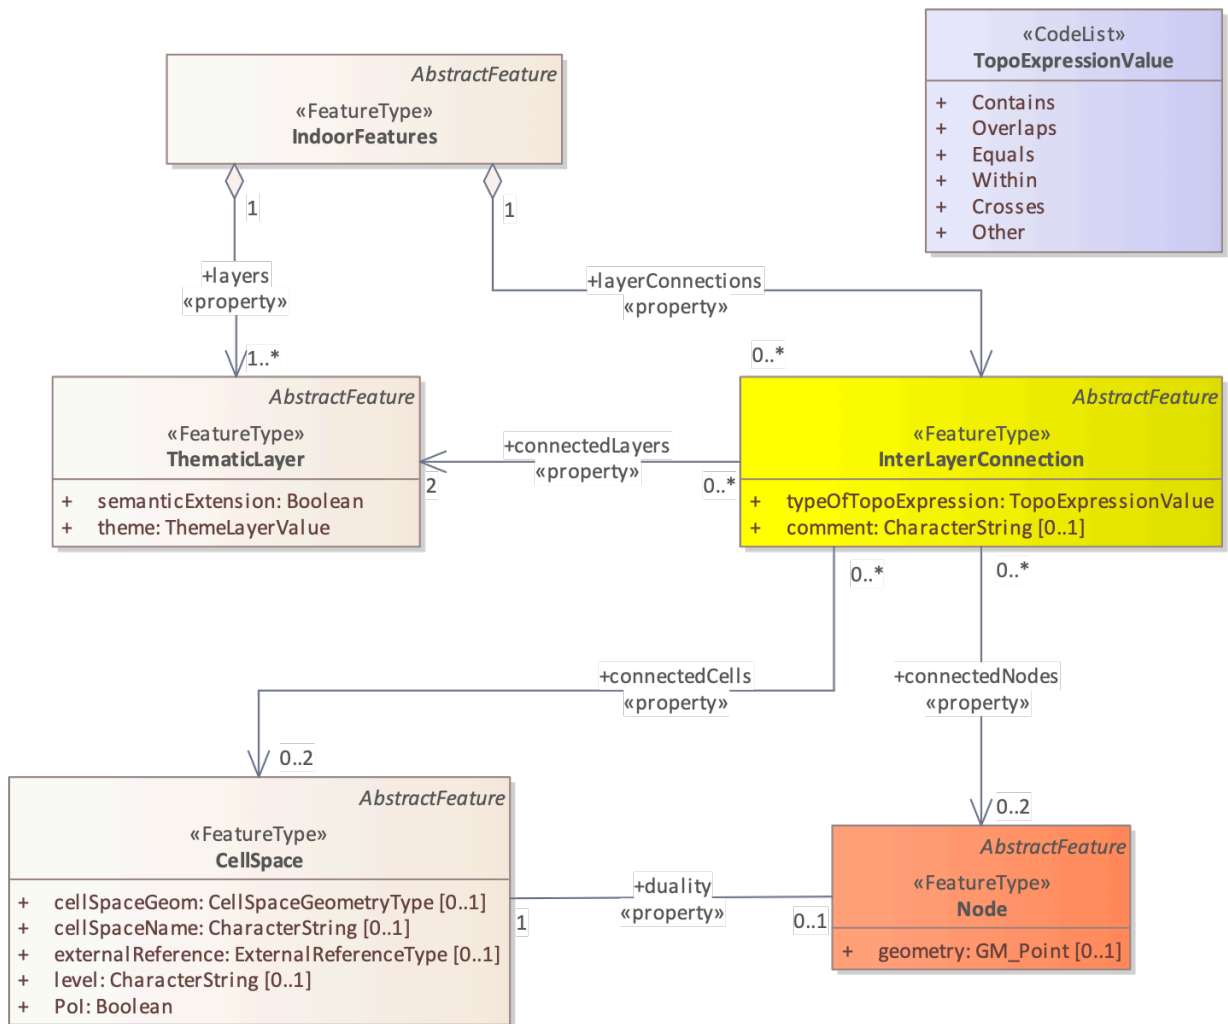 AbstractFeature
«FeatureType»
IndoorFeatures
«CodeList»
TopoExpressionValue
+ Contains
+ Overlaps
+ Equals
+ Within
+ Crosses
+ Other
1
1
+layers
«property»
+layerConnections
«property»
1..*
0..*
AbstractFeature
«FeatureType»
ThematicLayer
+ semanticExtension: Boolean
+ theme: ThemeLayerValue
+connectedLayers
«property»
2
0..*
AbstractFeature
«FeatureType»
InterLayerConnection
+ typeOfTopoExpression: TopoExpressionValue
+ comment: CharacterString [0..1]
0..*
0..*
+connectedCells
«property»
+connectedNodes
«property»
0..2
0..2
AbstractFeature
«FeatureType»
CellSpace
+ cellSpaceGeom: CellSpaceGeometryType [0..1]
+ cellSpaceName: CharacterString [0..1]
+ externalReference: ExternalReferenceType [0..1]
+ level: CharacterString [0..1]
+ PoI: Boolean
+duality
«property»
1
0..1
AbstractFeature
«FeatureType»
Node
+ geometry: GM_Point [0..1]